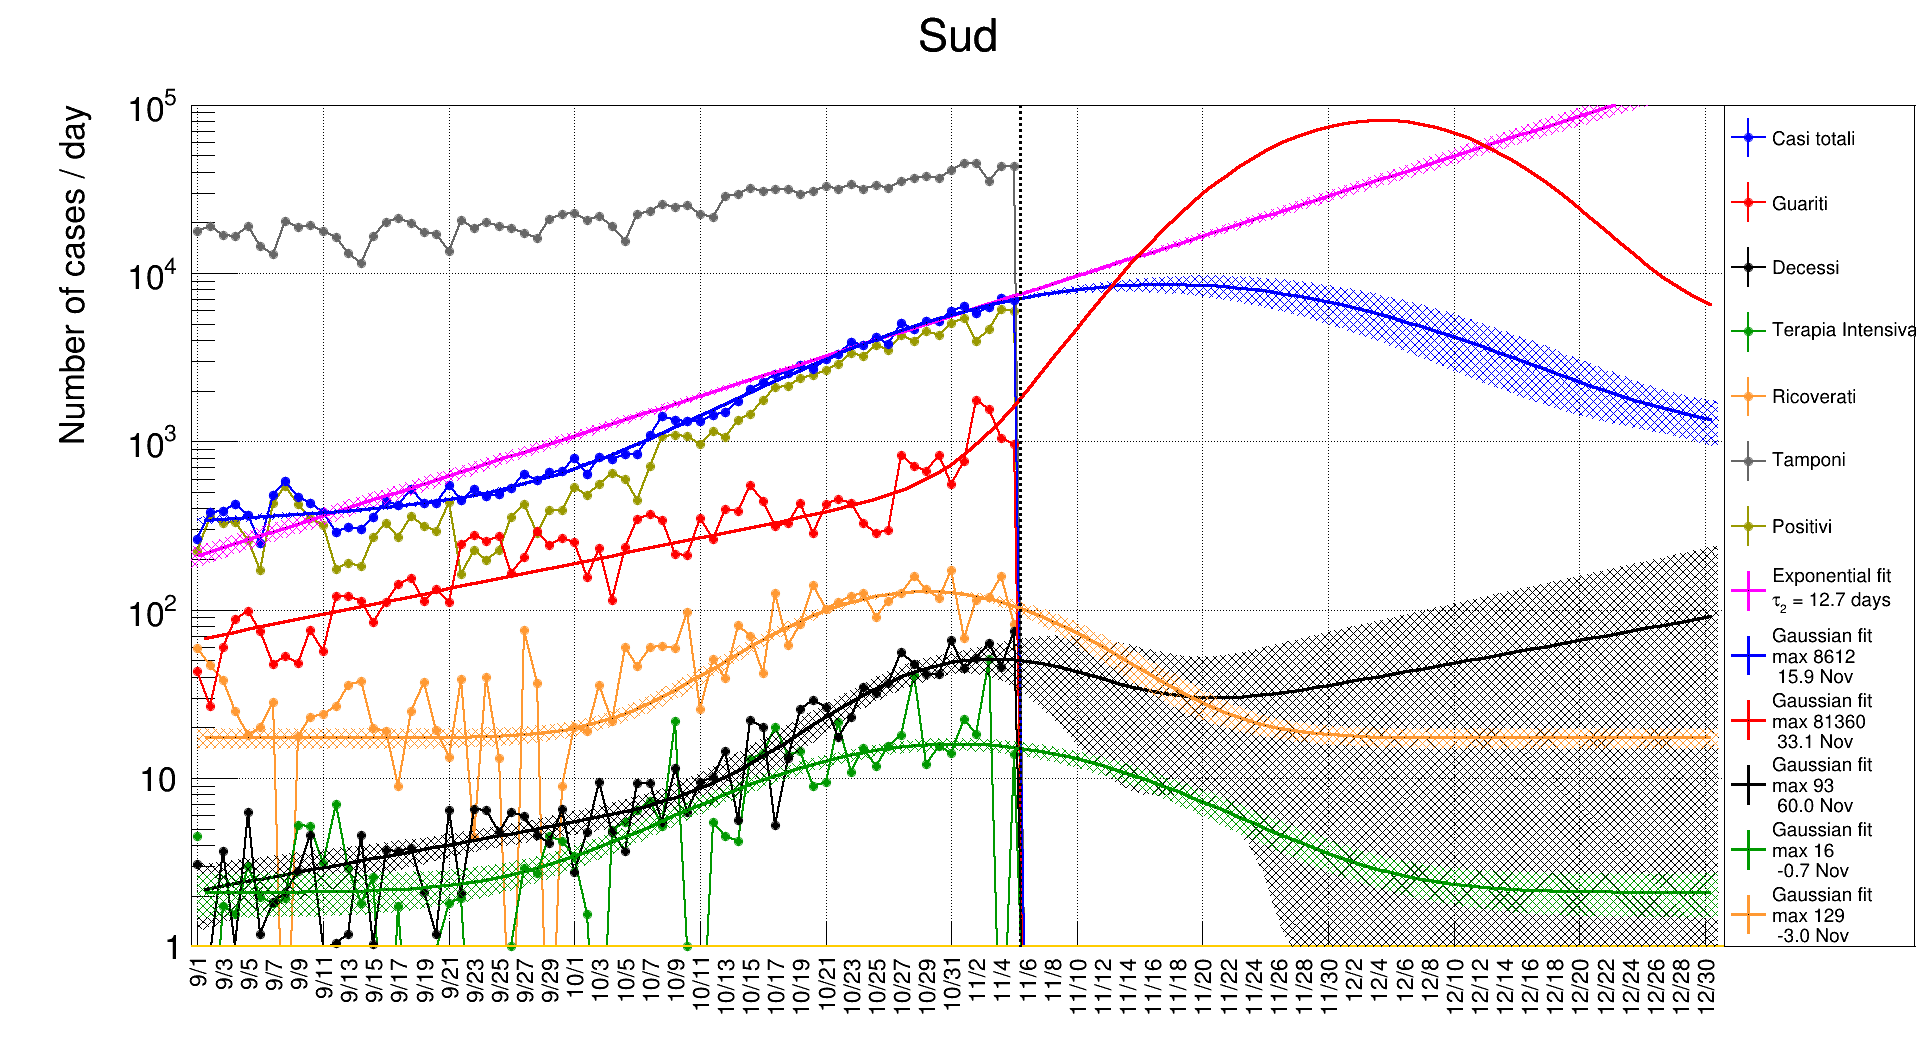 Sud
Number of cases / day
10^5
10^4
10^3
10^2
10
1
9/1 9/3 9/5 9/7 9/9 9/11 9/13 9/15 9/17 9/19 9/21 9/23 9/25 9/27 9/29 10/1 10/3 10/5 10/7 10/9 10/11 10/13 10/15 10/17 10/19 10/21 10/23 10/25 10/27 10/29 10/31 11/2 11/4 11/6 11/8 11/10 11/12 11/14 11/16 11/18 11/20 11/22 11/24 11/26 11/28 11/30 12/2 12/4 12/6 12/8 12/10 12/12 12/14 12/16 12/18 12/20 12/22 12/24 12/26 12/28 12/30
Casi totali
Guariti
Decessi
Terapia Intensiva
Ricoverati
Tamponi
Positivi
Exponential fit
τ_2 = 12.7 days
Gaussian fit
max 8612
15.9 Nov
Gaussian fit
max 81360
33.1 Nov
Gaussian fit
max 93
60.0 Nov
Gaussian fit
max 16
-0.7 Nov
Gaussian fit
max 129
-3.0 Nov